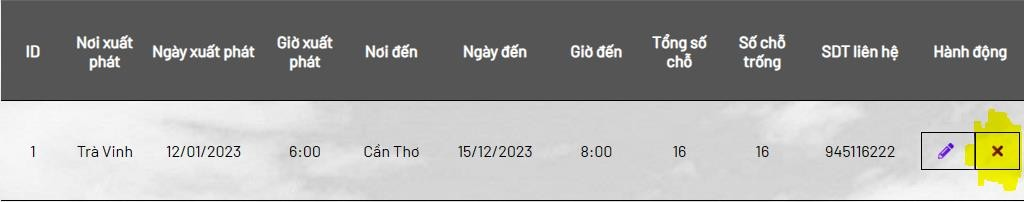 ID Nơi xuất phát Ngày xuất phát Giờ xuất phát Nơi đến Ngày đến Giờ đến Tổng số chỗ Số chỗ trống SDT liên hệ Hành động
1 Trà Vinh 12/01/2023 6:00 Cần Thơ 15/12/2023 8:00 16 16 945116222